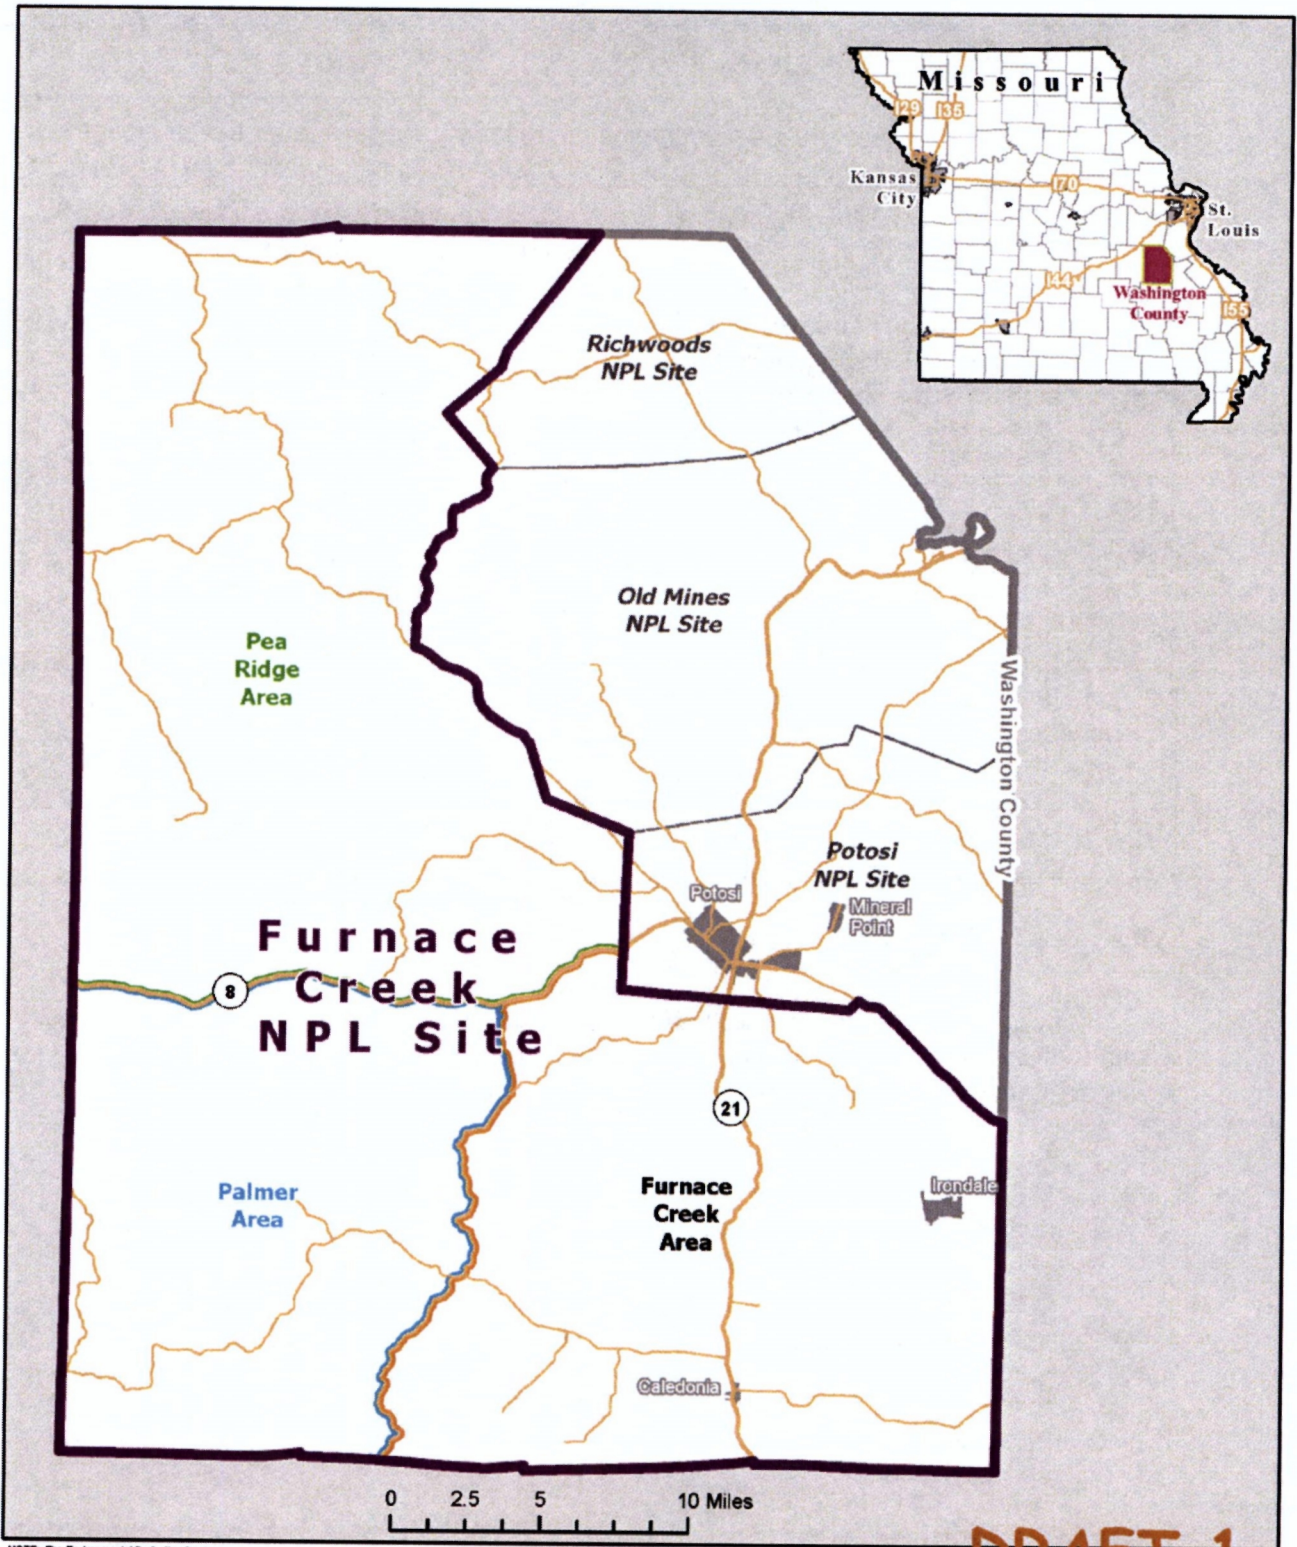 Missouri
I29
I35
Kansas
City
I70
St.
Louis
I44
Washington
County
I55
Richwoods
NPL Site
Old Mines
NPL Site
Pea
Ridge
Area
Washington County
Potosi
NPL Site
Potosi
Mineral
Point
Furnace
Creek
NPL Site
8
21
Palmer
Area
Furnace
Creek
Area
Irondale
Caledonia
0 2.5 5 10 Miles
DRAFT 1